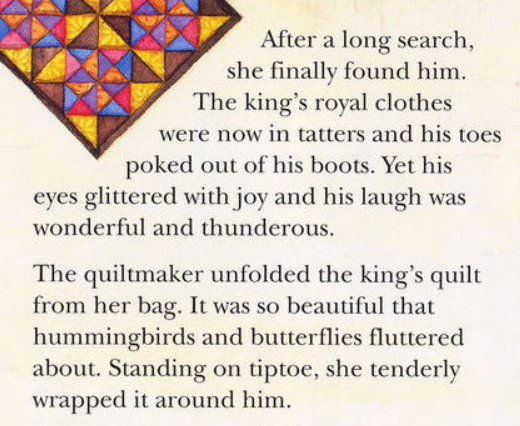 After a long search,
she finally found him.
The king's royal clothes
were now in tatters and his toes
poked out of his boots. Yet his
eyes glittered with joy and his laugh was
wonderful and thunderous.
The quiltmaker unfolded the king's quilt
from her bag. It was so beautiful that
hummingbirds and butterflies fluttered
about. Standing on tiptoe, she tenderly
wrapped it around him.